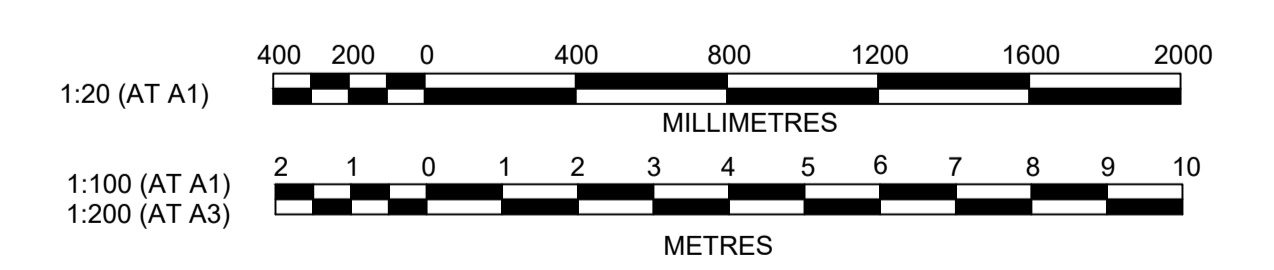 400 200 0 400 800 1200 1600 2000
1:20 (AT A1)
MILLIMETRES
2 1 0 1 2 3 4 5 6 7 8 9 10
1:100 (AT A1)
1:200 (AT A3)
METRES